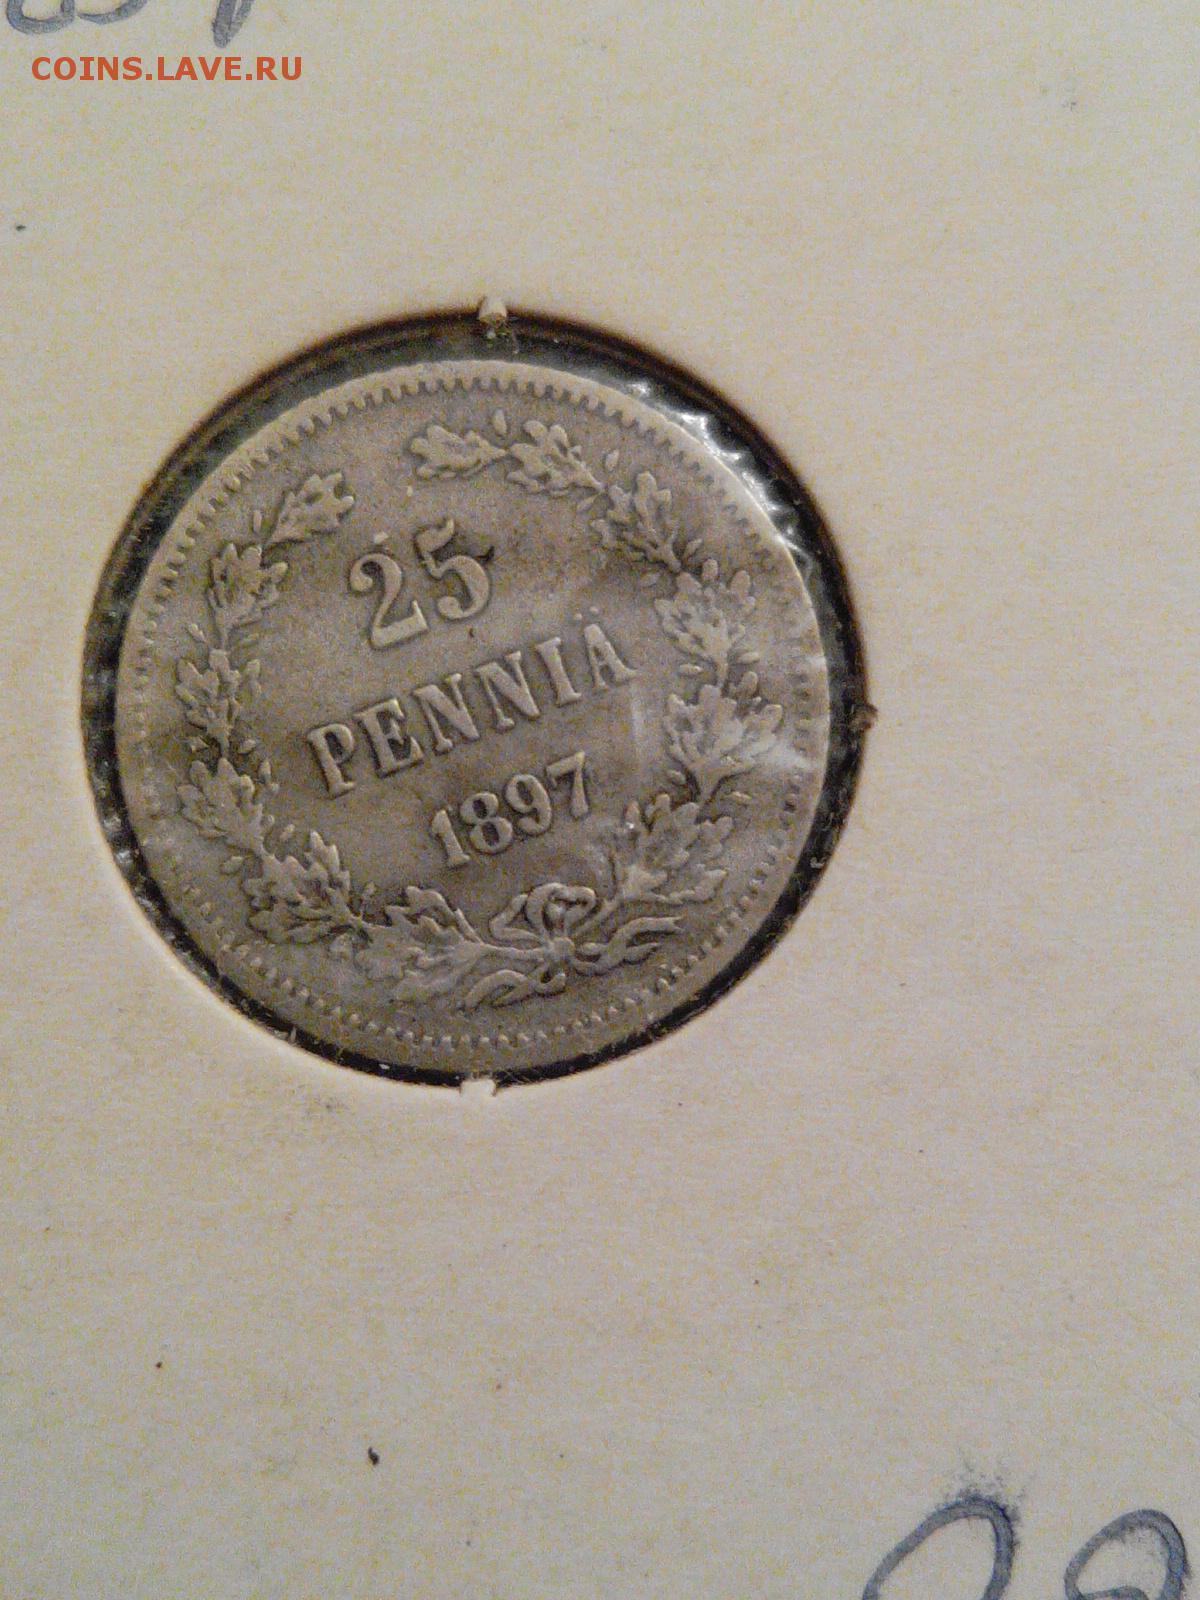 COINS.LAVE.RU
25
PENNIÄ
1897